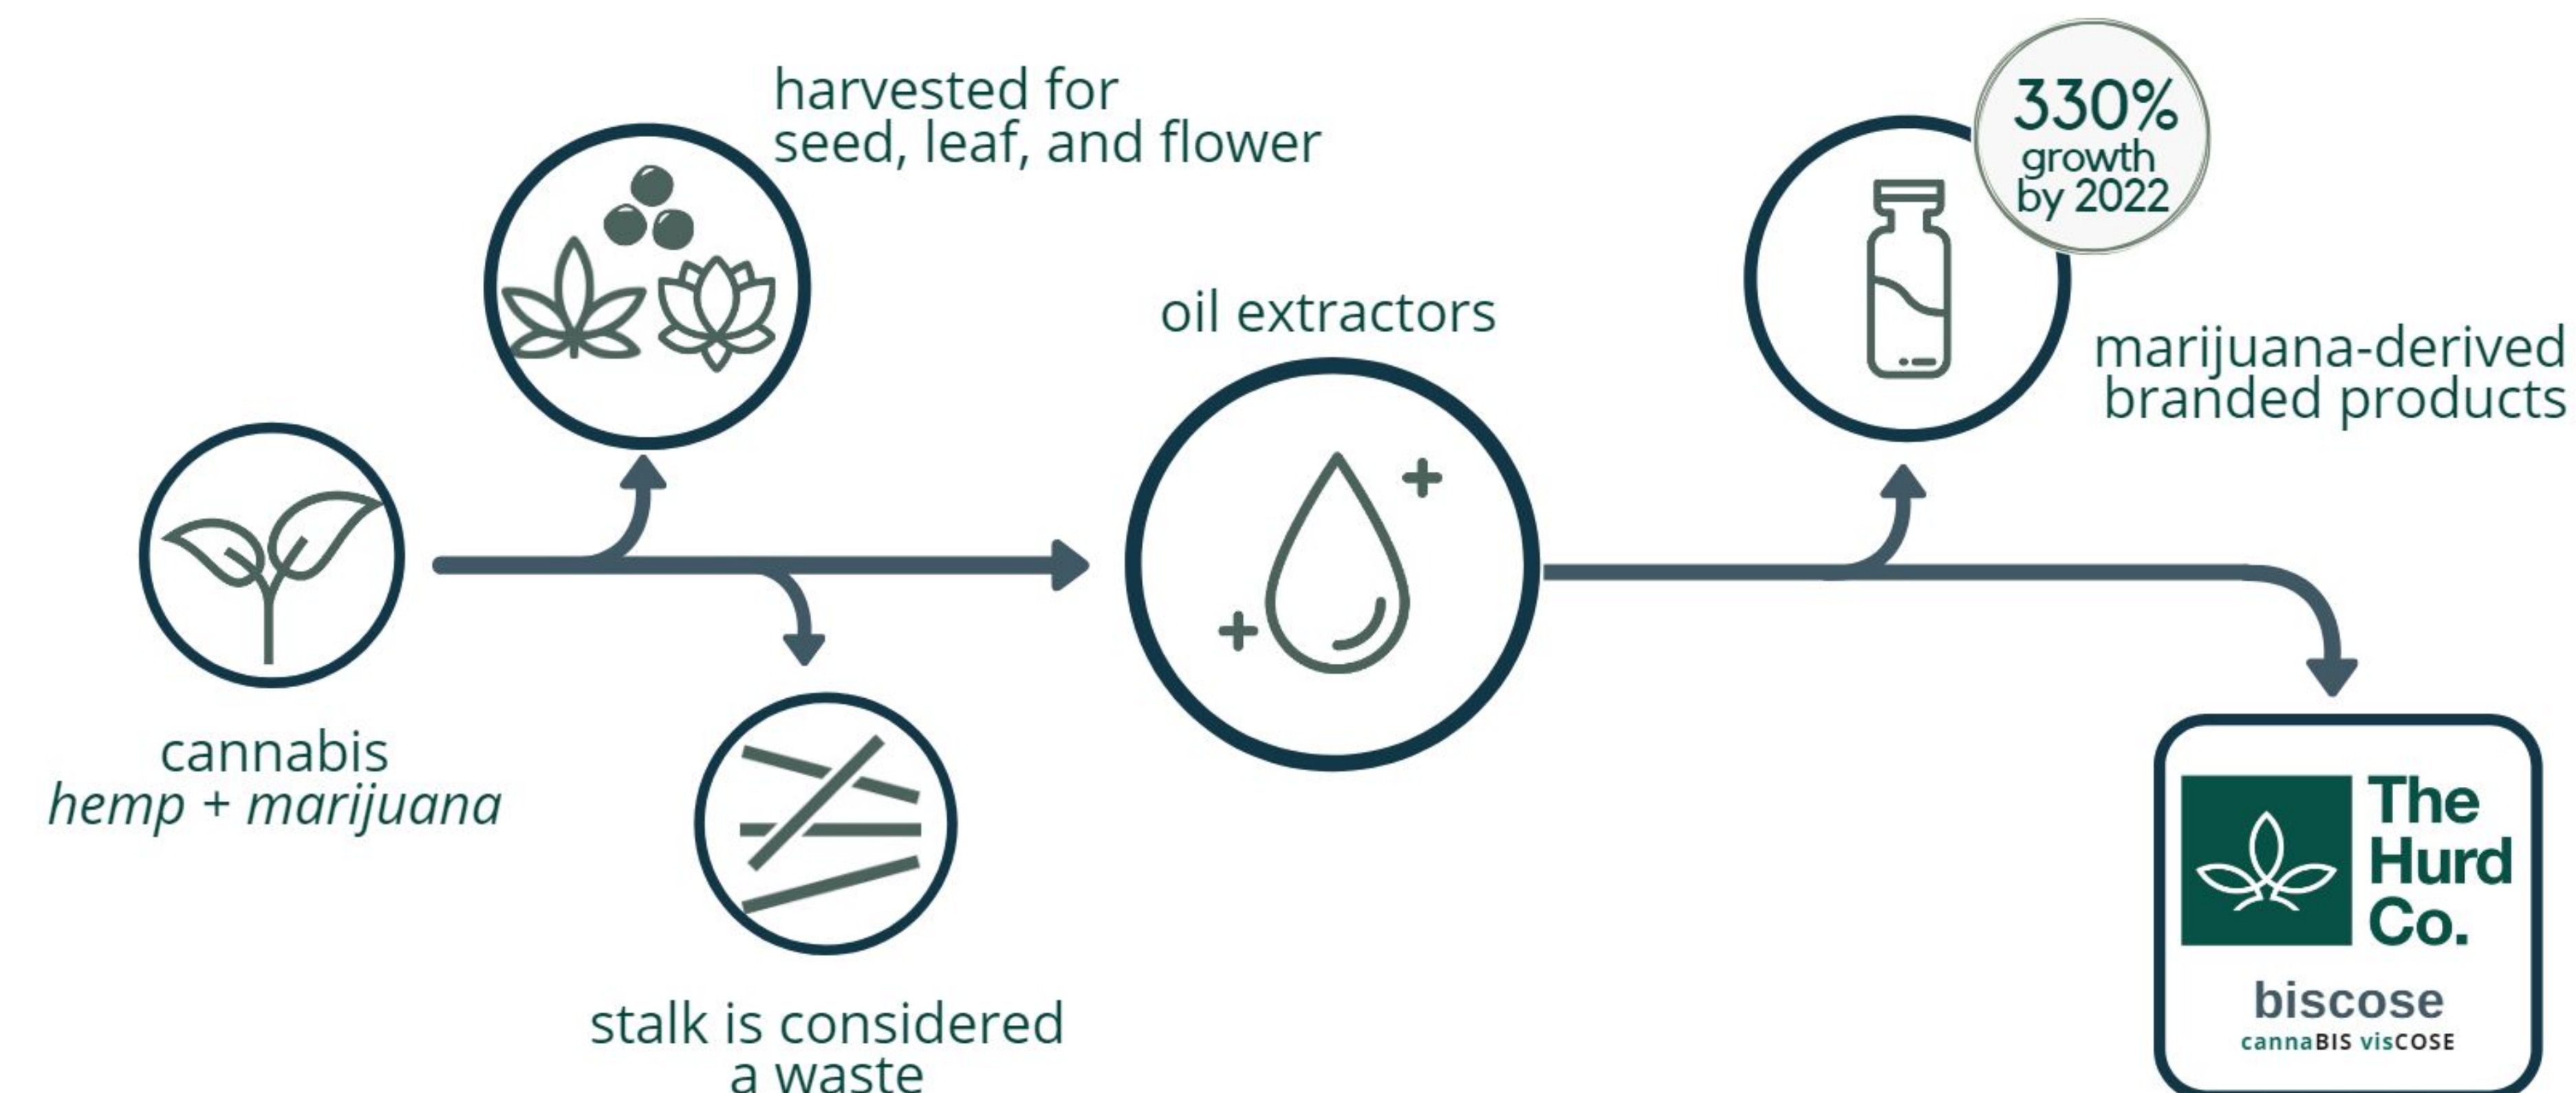 harvested for
seed, leaf, and flower
330%
growth
by 2022
oil extractors
marijuana-derived
branded products
cannabis
hemp + marijuana
stalk is considered
a waste
The
Hurd
Co.
biscose
cannaBIS visCOSE